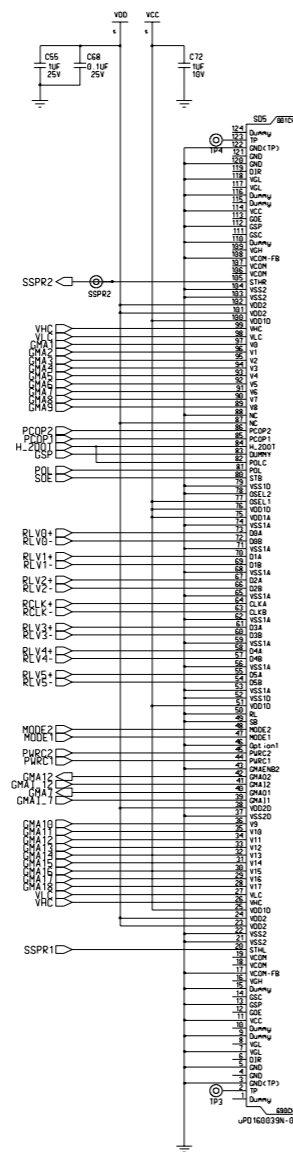 VDD VCC
C55
1UF
25V
C68
0.1UF
25V
C72
1UF
10V
SD5
124 Dummy
123 TP
TP4
122 GND(TP)
121 GND
120 GND
119 DIR
118 VGL
117 VGL
116 Dummy
115 Dummy
114 VCC
113 GOE
112 GSP
111 GSC
110 Dummy
109 VGH
108 VCOM-FB
107 VCOM
106 VCOM
SSPR2 SSPR2 105 STHR
104 VSS2
103 VSS2
102 VDD2
101 VDD2
100 VDD1D
VHC 99 VHC
VLC 98 VLC
GMA1 97 V0
GMA2 96 V1
GMA3 95 V2
GMA4 94 V3
GMA5 93 V4
GMA6 92 V5
GMA7 91 V6
GMA8 90 V7
GMA9 89 V8
88 NC
87 NC
PCOP2 86 PCOP2
PCOP1 85 PCOP1
H_2DOT 84 H_2DOT
GSP 83 DUMMY
82 POLC
POL 81 POL
SOE 80 STB
79 VSS1D
78 OSEL2
77 OSEL1
76 VDD1D
75 VDD1A
74 VSS1A
RLV0+ 73 D0A
RLV0- 72 D0B
71 VSS1A
RLV1+ 70 D1A
RLV1- 69 D1B
68 VSS1A
RLV2+ 67 D2A
RLV2- 66 D2B
65 VSS1A
RCLK+ 64 CLKA
RCLK- 63 CLKB
62 VSS1A
RLV3+ 61 D3A
RLV3- 60 D3B
59 VSS1A
RLV4+ 58 D4A
RLV4- 57 D4B
56 VSS1A
RLV5+ 55 D5A
RLV5- 54 D5B
53 VSS1A
52 VSS1D
51 VDD1D
50 RL
49 SB
MODE2 48 MODE2
MODE1 47 MODE1
46 Option1
PWRC2 45 PWRC2
PWRC1 44 PWRC1
43 GMAENB2
GMA12 42 GMAO2
GMAI_12 41 GMAI2
GMA7 40 GMAO1
GMAI_7 39 GMAI1
38 VDD2D
37 VSS2D
GMA10 36 V9
GMA11 35 V10
GMA12 34 V11
GMA13 33 V12
GMA14 32 V13
GMA15 31 V14
GMA16 30 V15
GMA17 29 V16
GMA18 28 V17
VLC 27 VLC
VHC 26 VHC
25 VDD1D
24 VDD2
23 VDD2
22 VSS2
21 VSS2
SSPR1 20 STHL
19 VCOM
18 VCOM
17 VCOM-FB
16 VGH
15 Dummy
14 GSC
13 GSP
12 GOE
11 VCC
10 Dummy
9 Dummy
8 VGL
7 VGL
6 DIR
5 GND
4 GND
3 GND(TP)
2 TP
TP3
1 Dummy